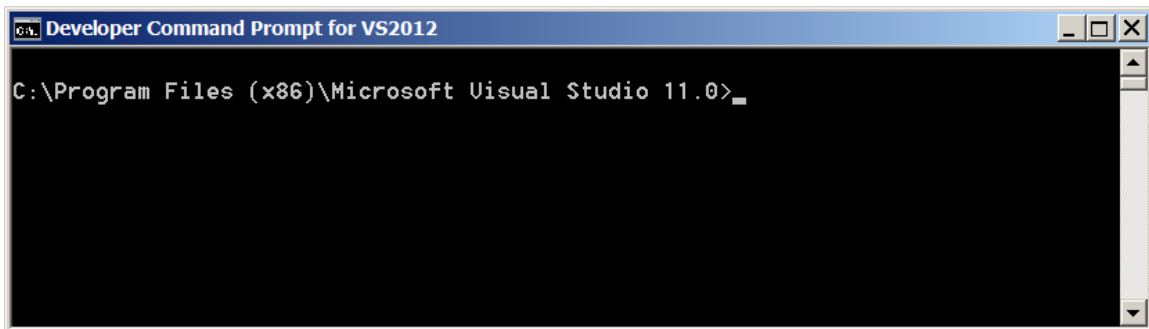 Developer Command Prompt for VS2012
C:\Program Files (x86)\Microsoft Visual Studio 11.0>_